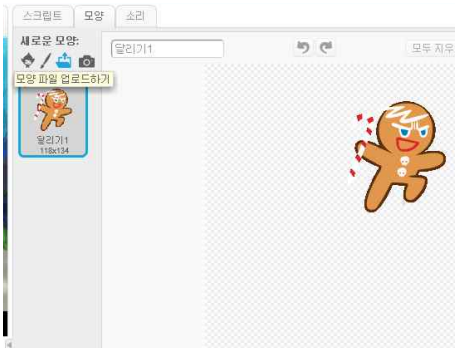 스크립트 모양 소리
새로운 모양:
달리기1
모두 지우
모양 파일 업로드하기
달리기1
118x134